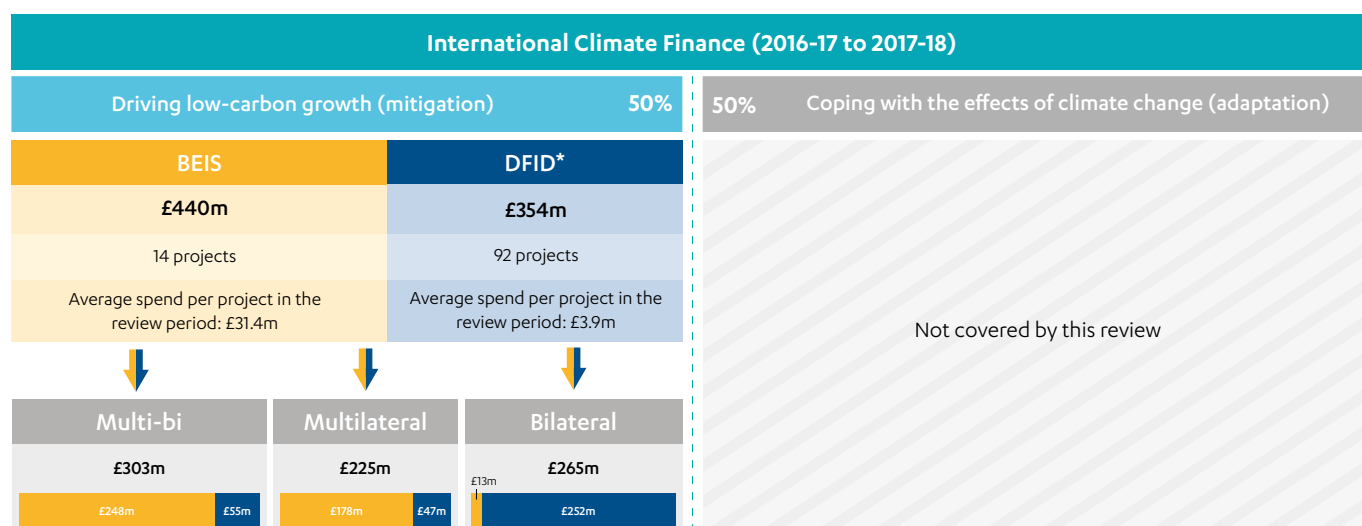 International Climate Finance (2016-17 to 2017-18)
Driving low-carbon growth (mitigation) 50%
50% Coping with the effects of climate change (adaptation)
BEIS
DFID*
£440m
£354m
14 projects
92 projects
Average spend per project in the
review period: £31.4m
Average spend per project in the
review period: £3.9m
Not covered by this review
Multi-bi
Multilateral
Bilateral
£303m
£225m
£265m
£248m
£55m
£178m
£47m
£13m
£252m